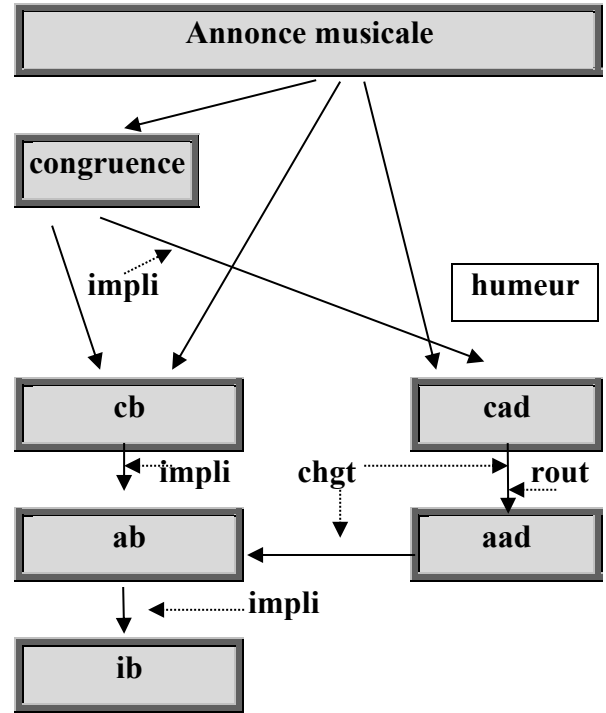 Annonce musicale
congruence
impli
humeur
cb
cad
impli
chgt
rout
ab
aad
impli
ib